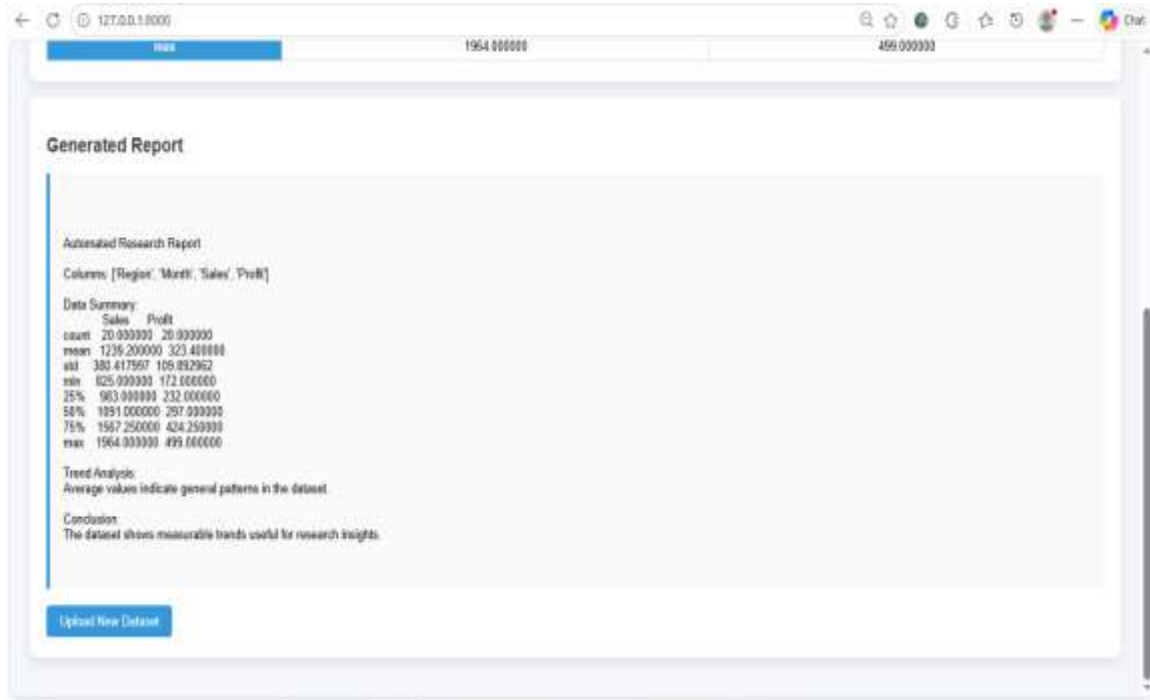 127.0.0.1:8000
Chat
max 1964.000000 499.000000
Generated Report
Automated Research Report
Columns: ['Region', 'Month', 'Sales', 'Profit']
Data Summary:
Sales Profit
count 20.000000 20.000000
mean 1239.200000 323.400000
std 380.417997 109.892962
min 825.000000 172.000000
25% 983.000000 232.000000
50% 1091.000000 297.000000
75% 1567.250000 424.250000
max 1964.000000 499.000000
Trend Analysis:
Average values indicate general patterns in the dataset.
Conclusion:
The dataset shows measurable trends useful for research insights.
Upload New Dataset